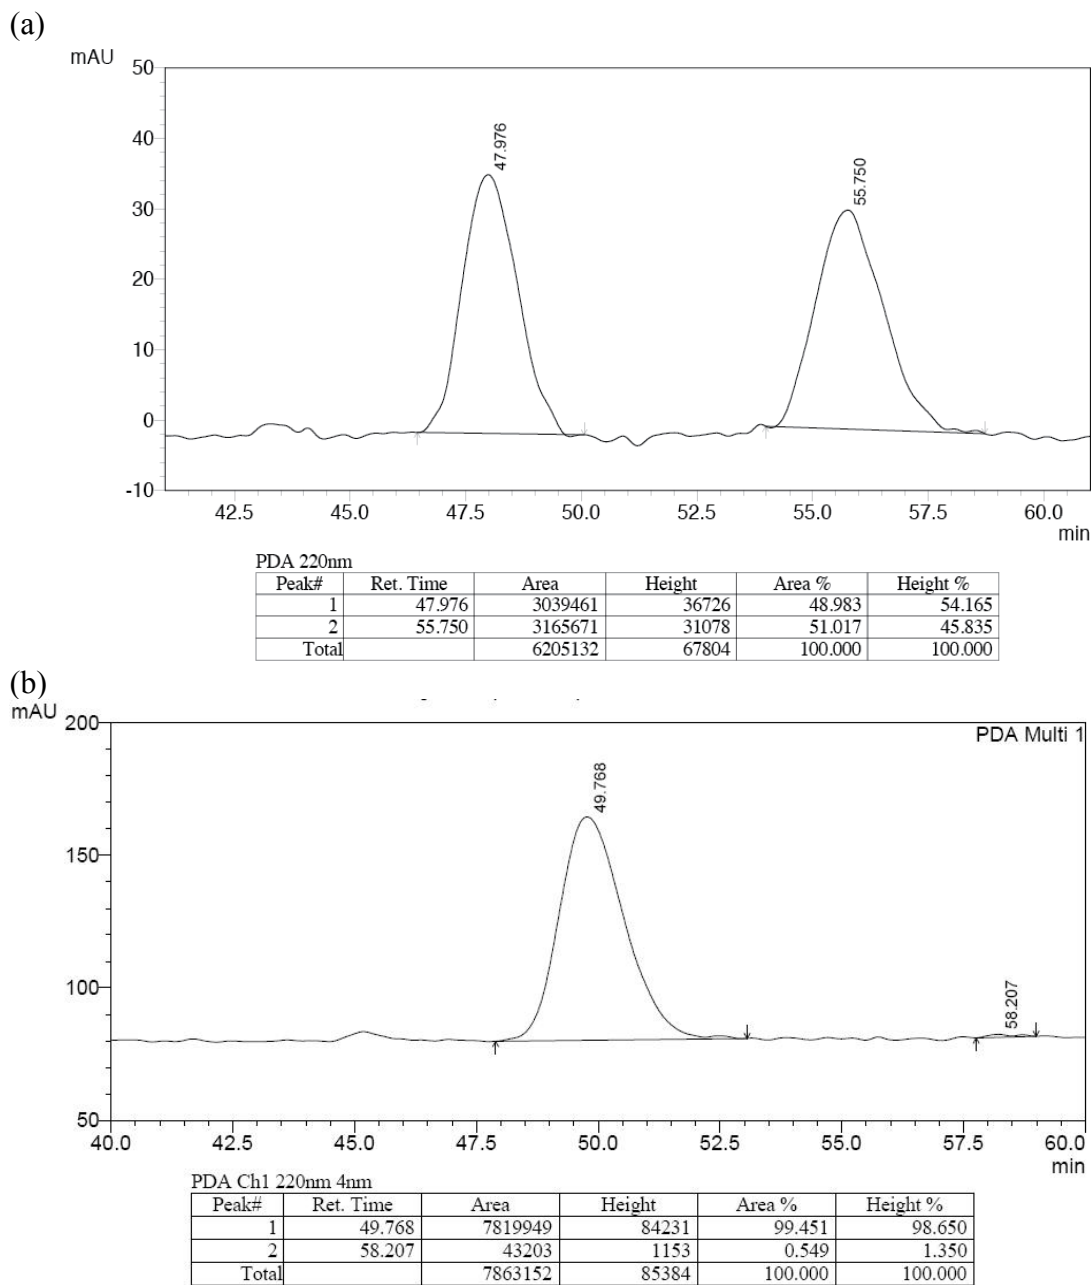 (a)
mAU
50
40
30
20
10
0
-10
47.976
55.750
42.5 45.0 47.5 50.0 52.5 55.0 57.5 60.0
min
PDA 220nm
Peak# Ret. Time Area Height Area % Height %
1 47.976 3039461 36726 48.983 54.165
2 55.750 3165671 31078 51.017 45.835
Total 6205132 67804 100.000 100.000
(b)
mAU
200
PDA Multi 1
150
100
50
49.768
58.207
40.0 42.5 45.0 47.5 50.0 52.5 55.0 57.5 60.0
min
PDA Ch1 220nm 4nm
Peak# Ret. Time Area Height Area % Height %
1 49.768 7819949 84231 99.451 98.650
2 58.207 43203 1153 0.549 1.350
Total 7863152 85384 100.000 100.000